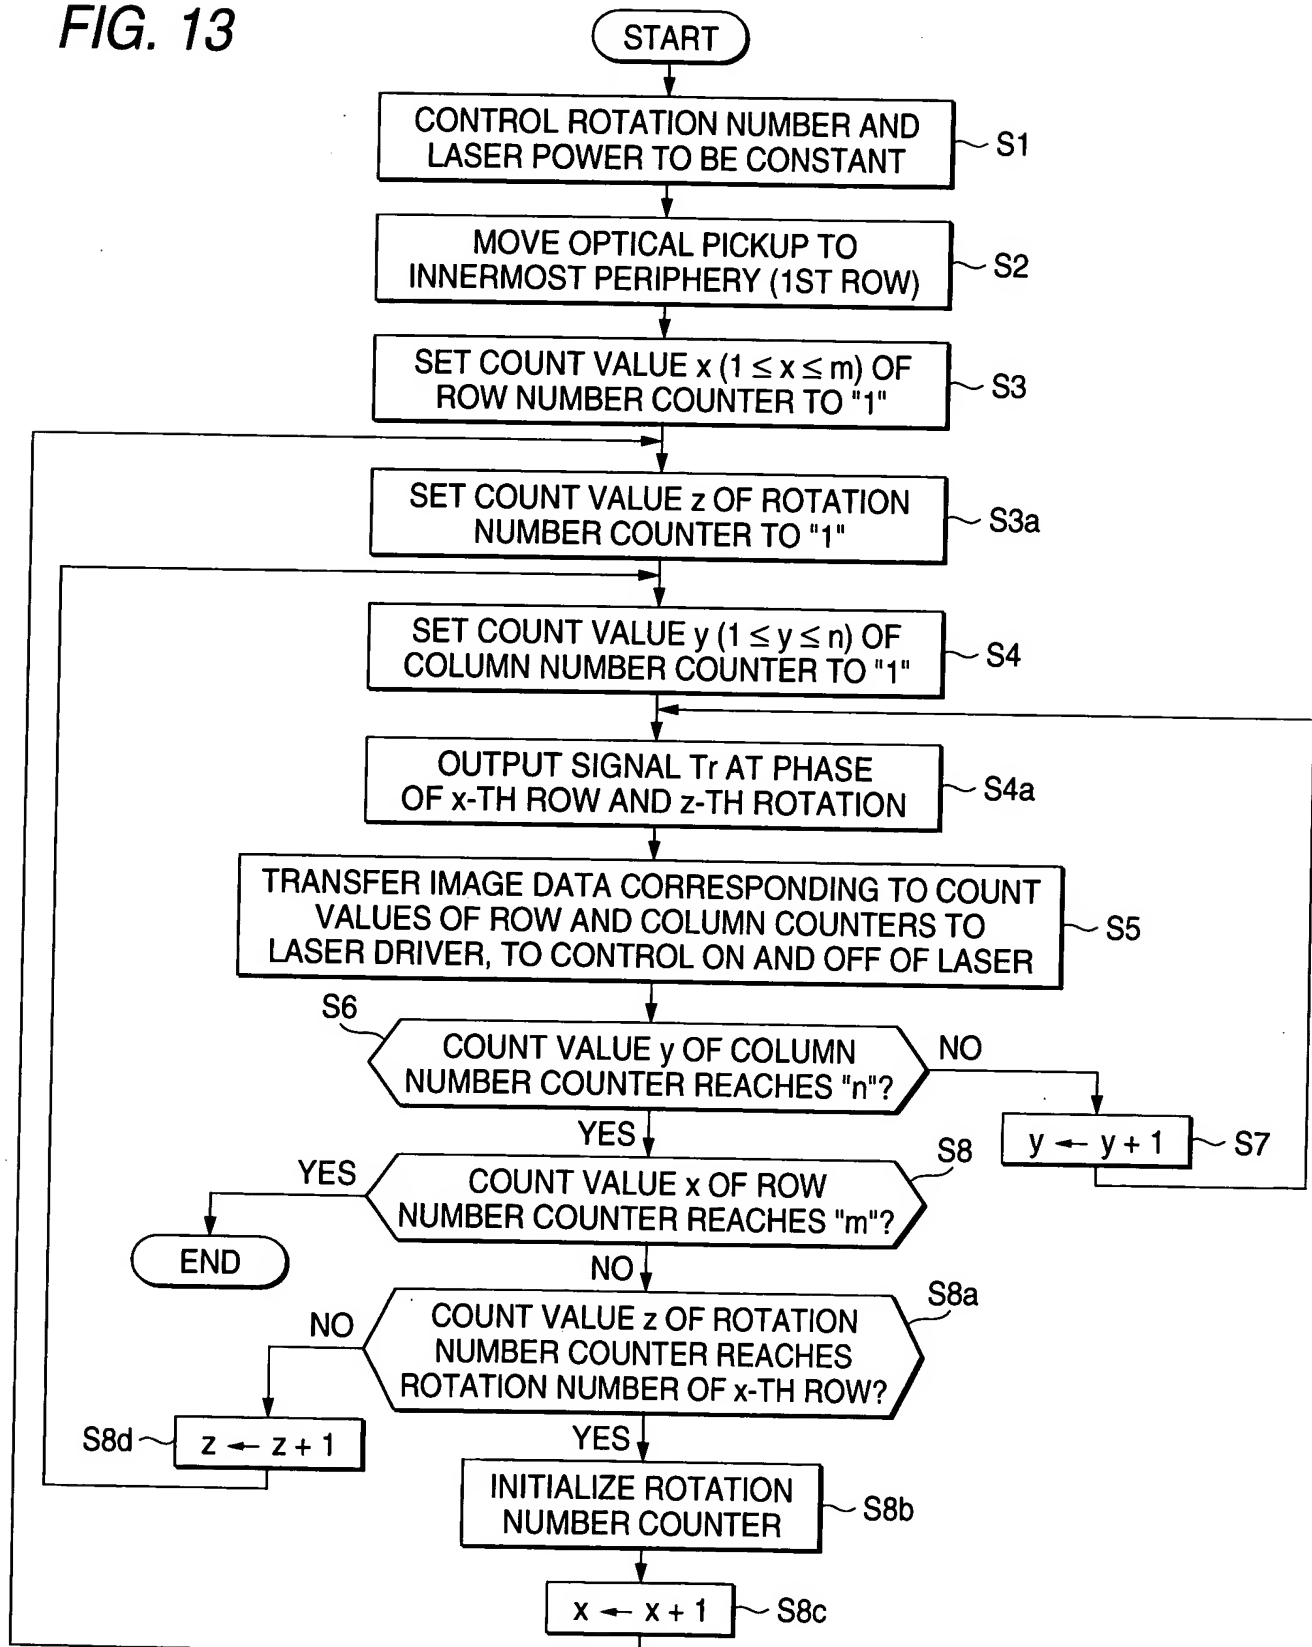 FIG. 13
START
CONTROL ROTATION NUMBER AND
LASER POWER TO BE CONSTANT
S1
MOVE OPTICAL PICKUP TO
INNERMOST PERIPHERY (1ST ROW)
S2
SET COUNT VALUE x (1 ≤ x ≤ m) OF
ROW NUMBER COUNTER TO "1"
S3
SET COUNT VALUE z OF ROTATION
NUMBER COUNTER TO "1"
S3a
SET COUNT VALUE y (1 ≤ y ≤ n) OF
COLUMN NUMBER COUNTER TO "1"
S4
OUTPUT SIGNAL Tr AT PHASE
OF x-TH ROW AND z-TH ROTATION
S4a
TRANSFER IMAGE DATA CORRESPONDING TO COUNT
VALUES OF ROW AND COLUMN COUNTERS TO
LASER DRIVER, TO CONTROL ON AND OFF OF LASER
S5
S6
COUNT VALUE y OF COLUMN
NUMBER COUNTER REACHES "n"?
NO
YES
y ← y + 1
S7
S8
YES
COUNT VALUE x OF ROW
NUMBER COUNTER REACHES "m"?
END
NO
S8a
NO
COUNT VALUE z OF ROTATION
NUMBER COUNTER REACHES
ROTATION NUMBER OF x-TH ROW?
S8d
z ← z + 1
YES
INITIALIZE ROTATION
NUMBER COUNTER
S8b
x ← x + 1
S8c